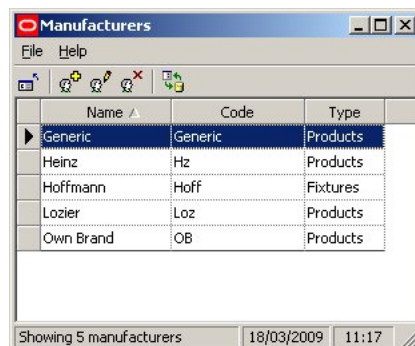 Manufacturers
File Help
Name Code Type
Generic Generic Products
Heinz Hz Products
Hoffmann Hoff Fixtures
Lozier Loz Products
Own Brand OB Products
Showing 5 manufacturers 18/03/2009 11:17